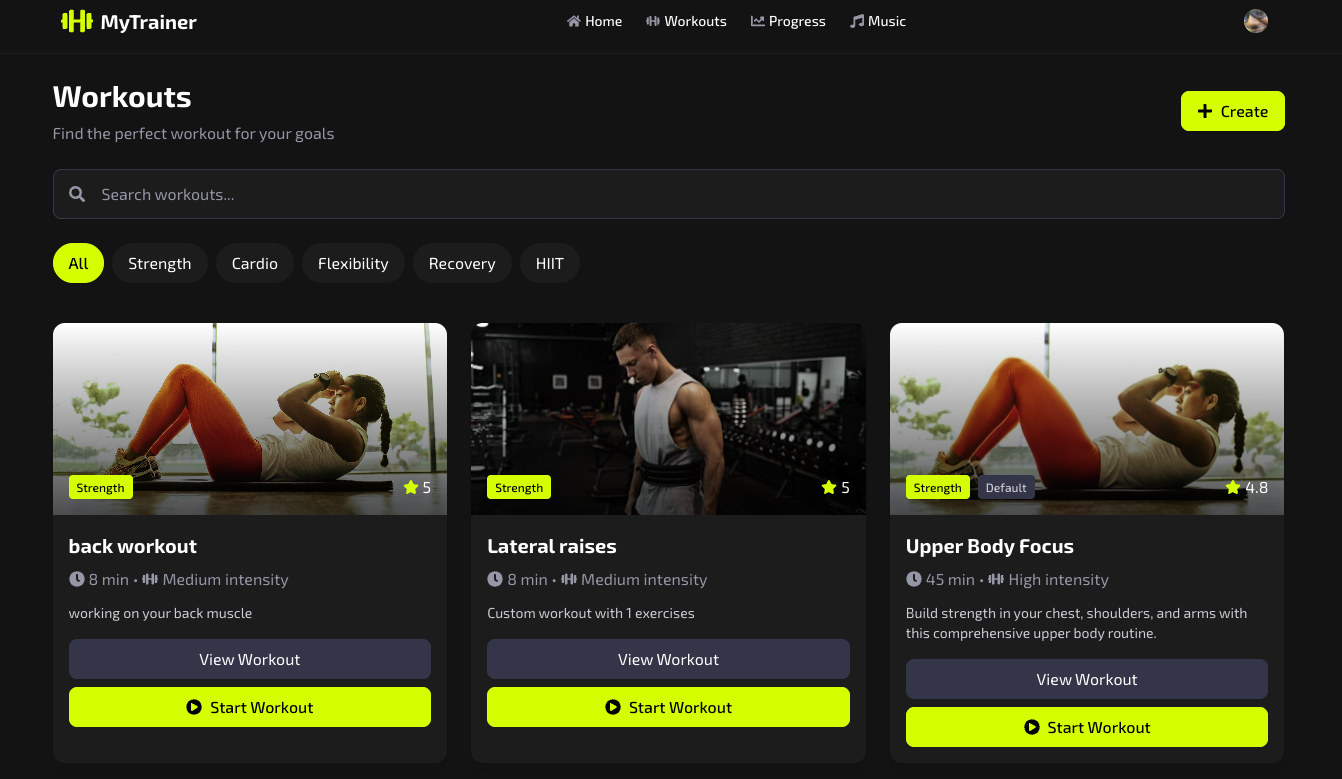 MyTrainer
Home
Workouts
Progress
Music
Workouts
Find the perfect workout for your goals
Create
Search workouts...
All
Strength
Cardio
Flexibility
Recovery
HIIT
Strength
5
back workout
8 min • Medium intensity
working on your back muscle
View Workout
Start Workout
Strength
5
Lateral raises
8 min • Medium intensity
Custom workout with 1 exercises
View Workout
Start Workout
Strength
Default
4.8
Upper Body Focus
45 min • High intensity
Build strength in your chest, shoulders, and arms with
this comprehensive upper body routine.
View Workout
Start Workout